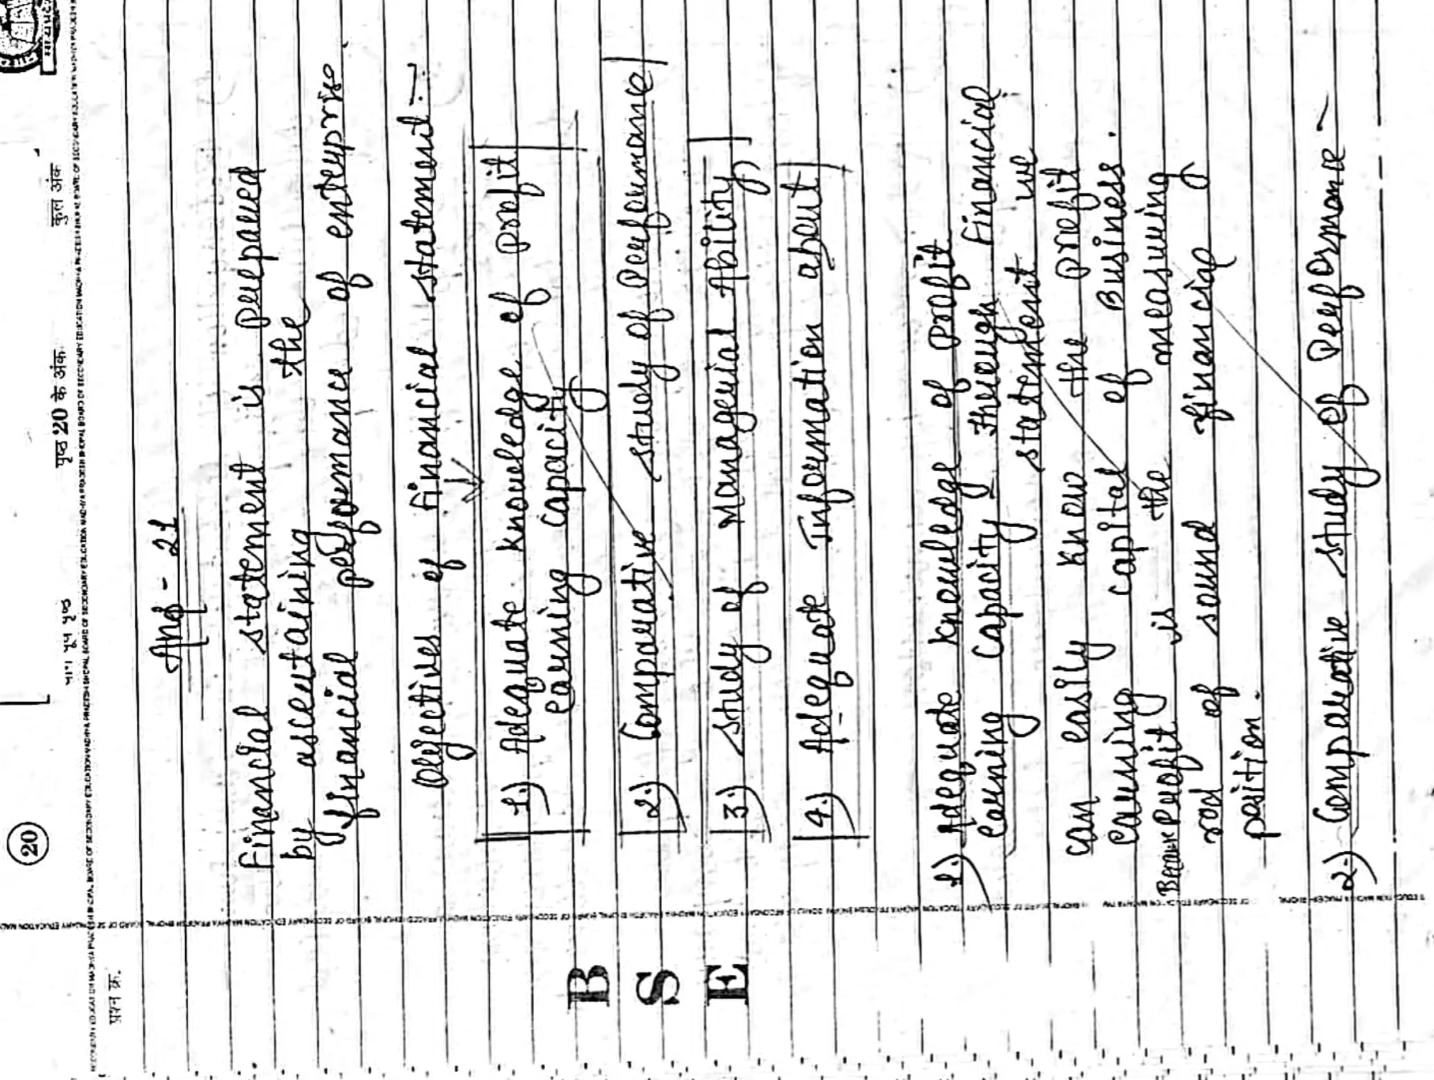 20
पृष्ठ 20 के अंक
कुल अंक
प्रश्न क्र.
Ans - 21
Financial statement is prepared
by ascertaining the
financial performance of enterprise.
Objectives of Financial statement :-
1.) Adequate knowledge of profit
earning capacity
2.) Comparative study of Performance
3.) Study of Managerial Ability
4.) Adequate Information about
B
S
E
1.) Adequate knowledge of profit
earning capacity - Through Financial
statement we
can easily know the profit
earning capital of Business.
Because Profit is the measuring
rod of sound financial
position.
2.) Comparative study of Performance -